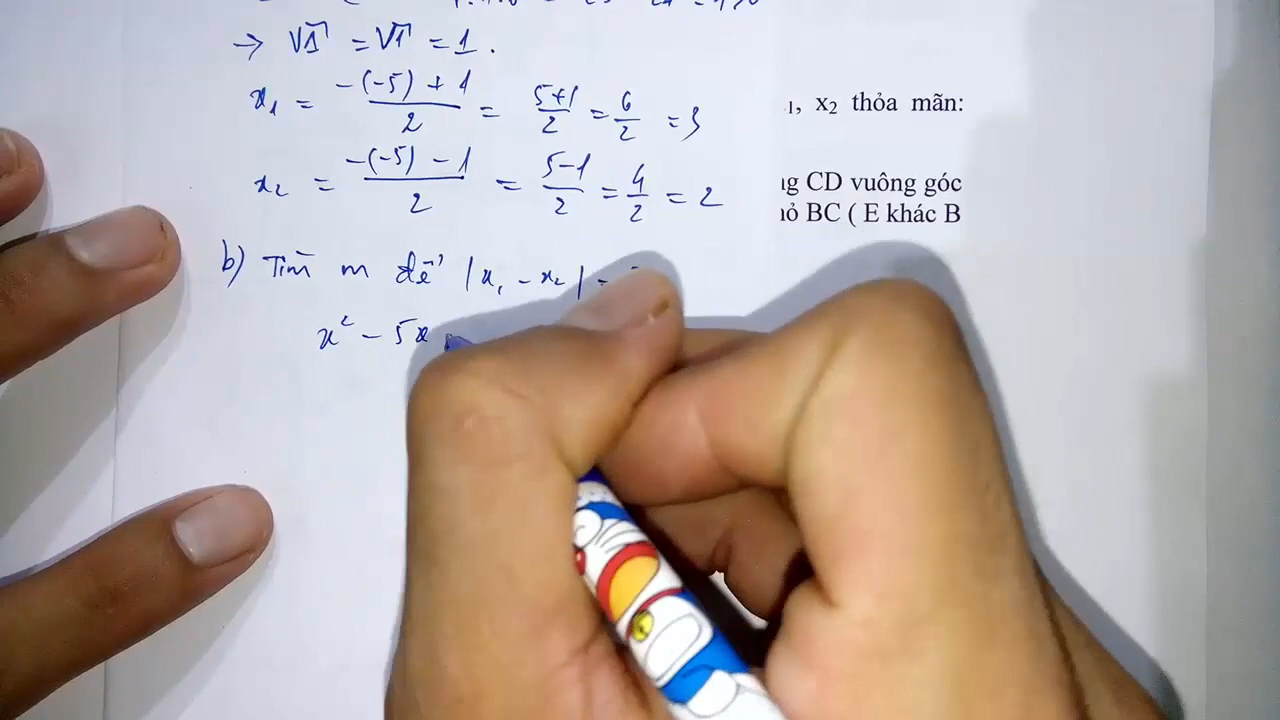 → √Δ = √1 = 1.
x₁ = (-(-5) + 1)/2 = (5+1)/2 = 6/2 = 3
x₂ = (-(-5) - 1)/2 = (5-1)/2 = 4/2 = 2
b) Tìm m để |x₁ - x₂| =
x² - 5x
₁, x₂ thỏa mãn:
CD vuông góc
BC ( E khác B